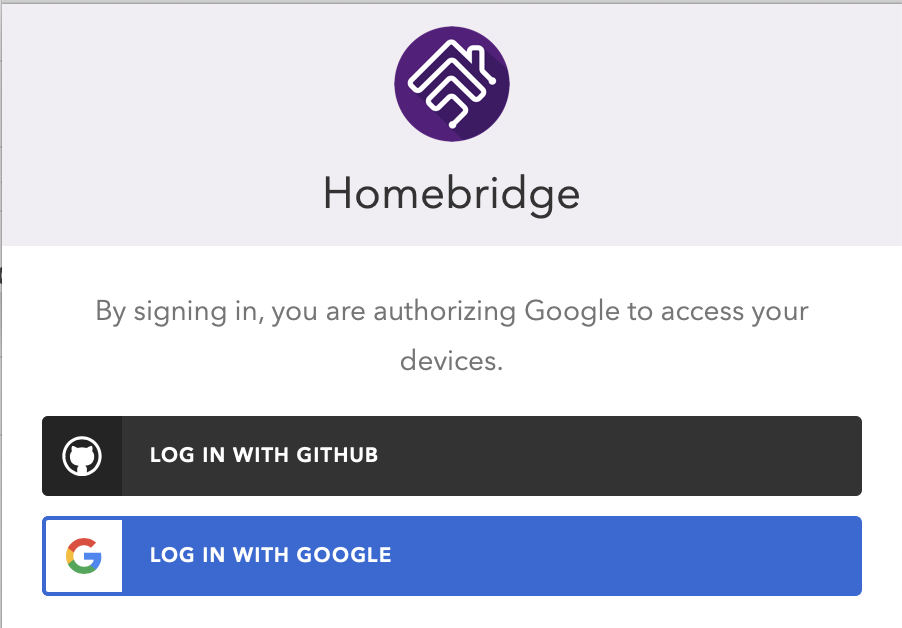 Homebridge
By signing in, you are authorizing Google to access your
devices.
LOG IN WITH GITHUB
LOG IN WITH GOOGLE